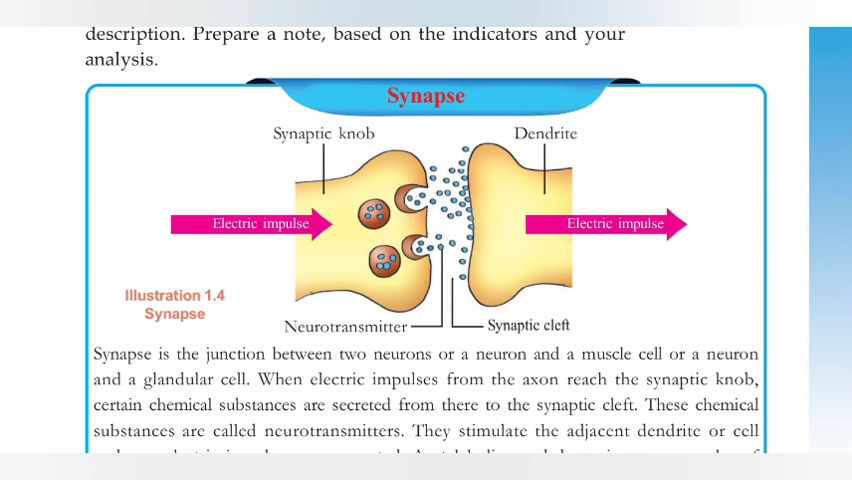 description. Prepare a note, based on the indicators and your
analysis.
Synapse
Synaptic knob
Dendrite
Electric impulse
Electric impulse
Illustration 1.4
Synapse
Neurotransmitter
Synaptic cleft
Synapse is the junction between two neurons or a neuron and a muscle cell or a neuron
and a glandular cell. When electric impulses from the axon reach the synaptic knob,
certain chemical substances are secreted from there to the synaptic cleft. These chemical
substances are called neurotransmitters. They stimulate the adjacent dendrite or cell